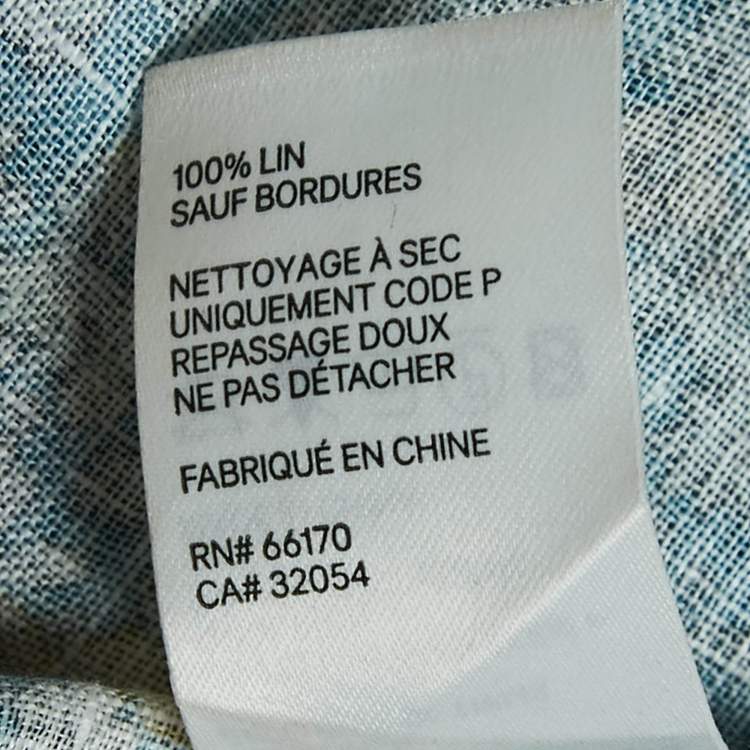 100% LIN
SAUF BORDURES
NETTOYAGE À SEC
UNIQUEMENT CODE P
REPASSAGE DOUX
NE PAS DÉTACHER
FABRIQUÉ EN CHINE
RN# 66170
CA# 32054